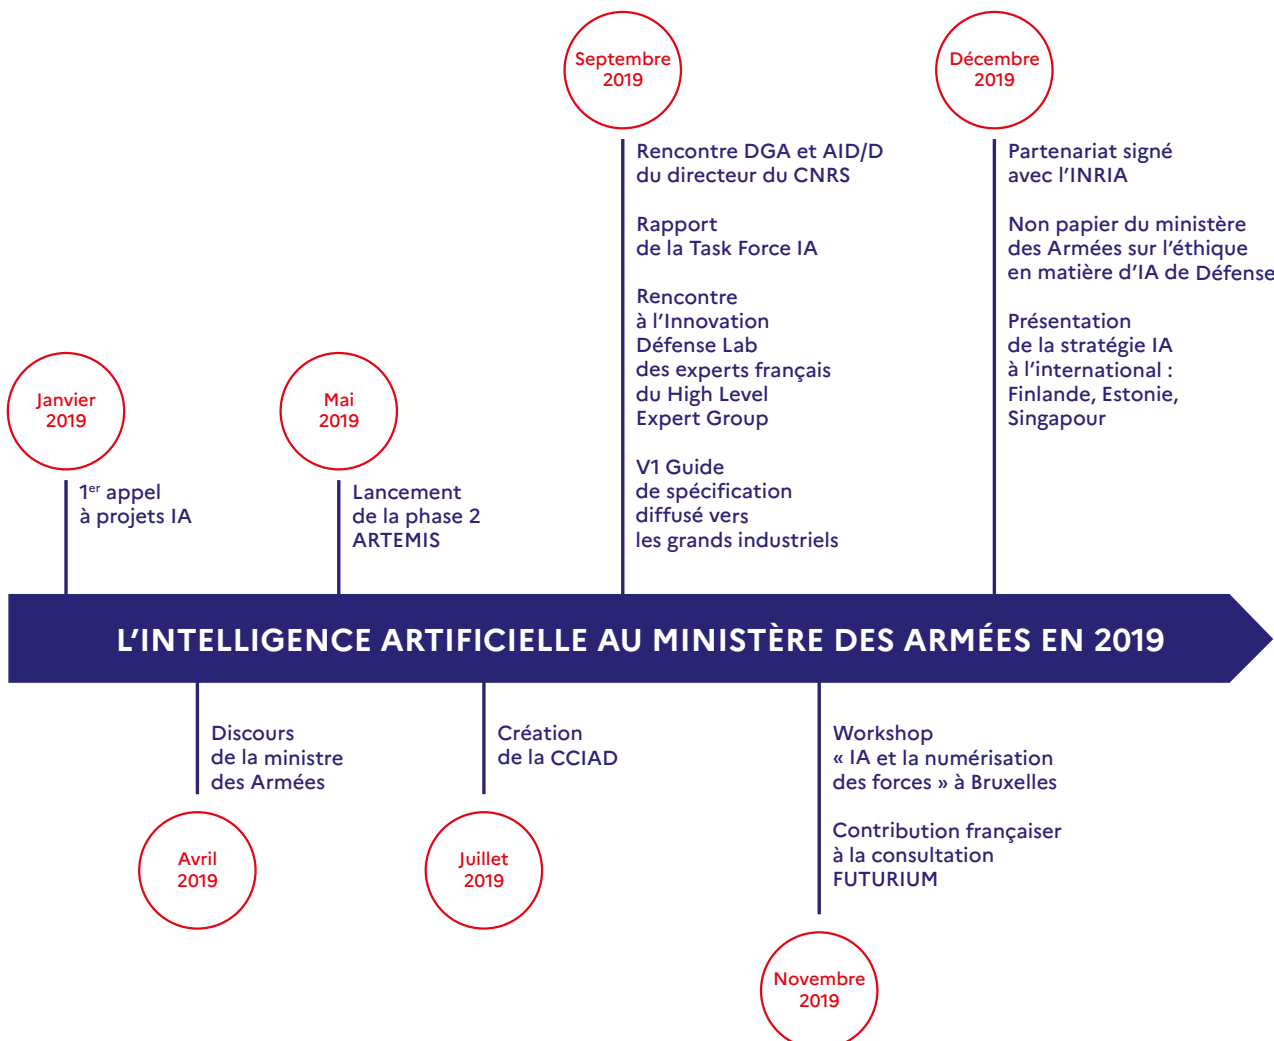 Septembre
2019
Rencontre DGA et AID/D
du directeur du CNRS
Rapport
de la Task Force IA
Rencontre
à l'Innovation
Défense Lab
des experts français
du High Level
Expert Group
V1 Guide
de spécification
diffusé vers
les grands industriels
Décembre
2019
Partenariat signé
avec l'INRIA
Non papier du ministère
des Armées sur l'éthique
en matière d'IA de Défense
Présentation
de la stratégie IA
à l'international :
Finlande, Estonie,
Singapour
Janvier
2019
1er appel
à projets IA
Mai
2019
Lancement
de la phase 2
ARTEMIS
L'INTELLIGENCE ARTIFICIELLE AU MINISTÈRE DES ARMÉES EN 2019
Discours
de la ministre
des Armées
Avril
2019
Création
de la CCIAD
Juillet
2019
Workshop
« IA et la numérisation
des forces » à Bruxelles
Contribution françaiser
à la consultation
FUTURIUM
Novembre
2019